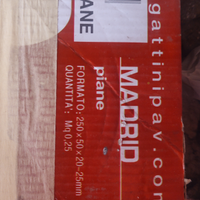 gattinipav.com
MADRID
piane
FORMATO: 250 x 50 x 20-25mm
QUANTITA': Mq 0,25
ANE